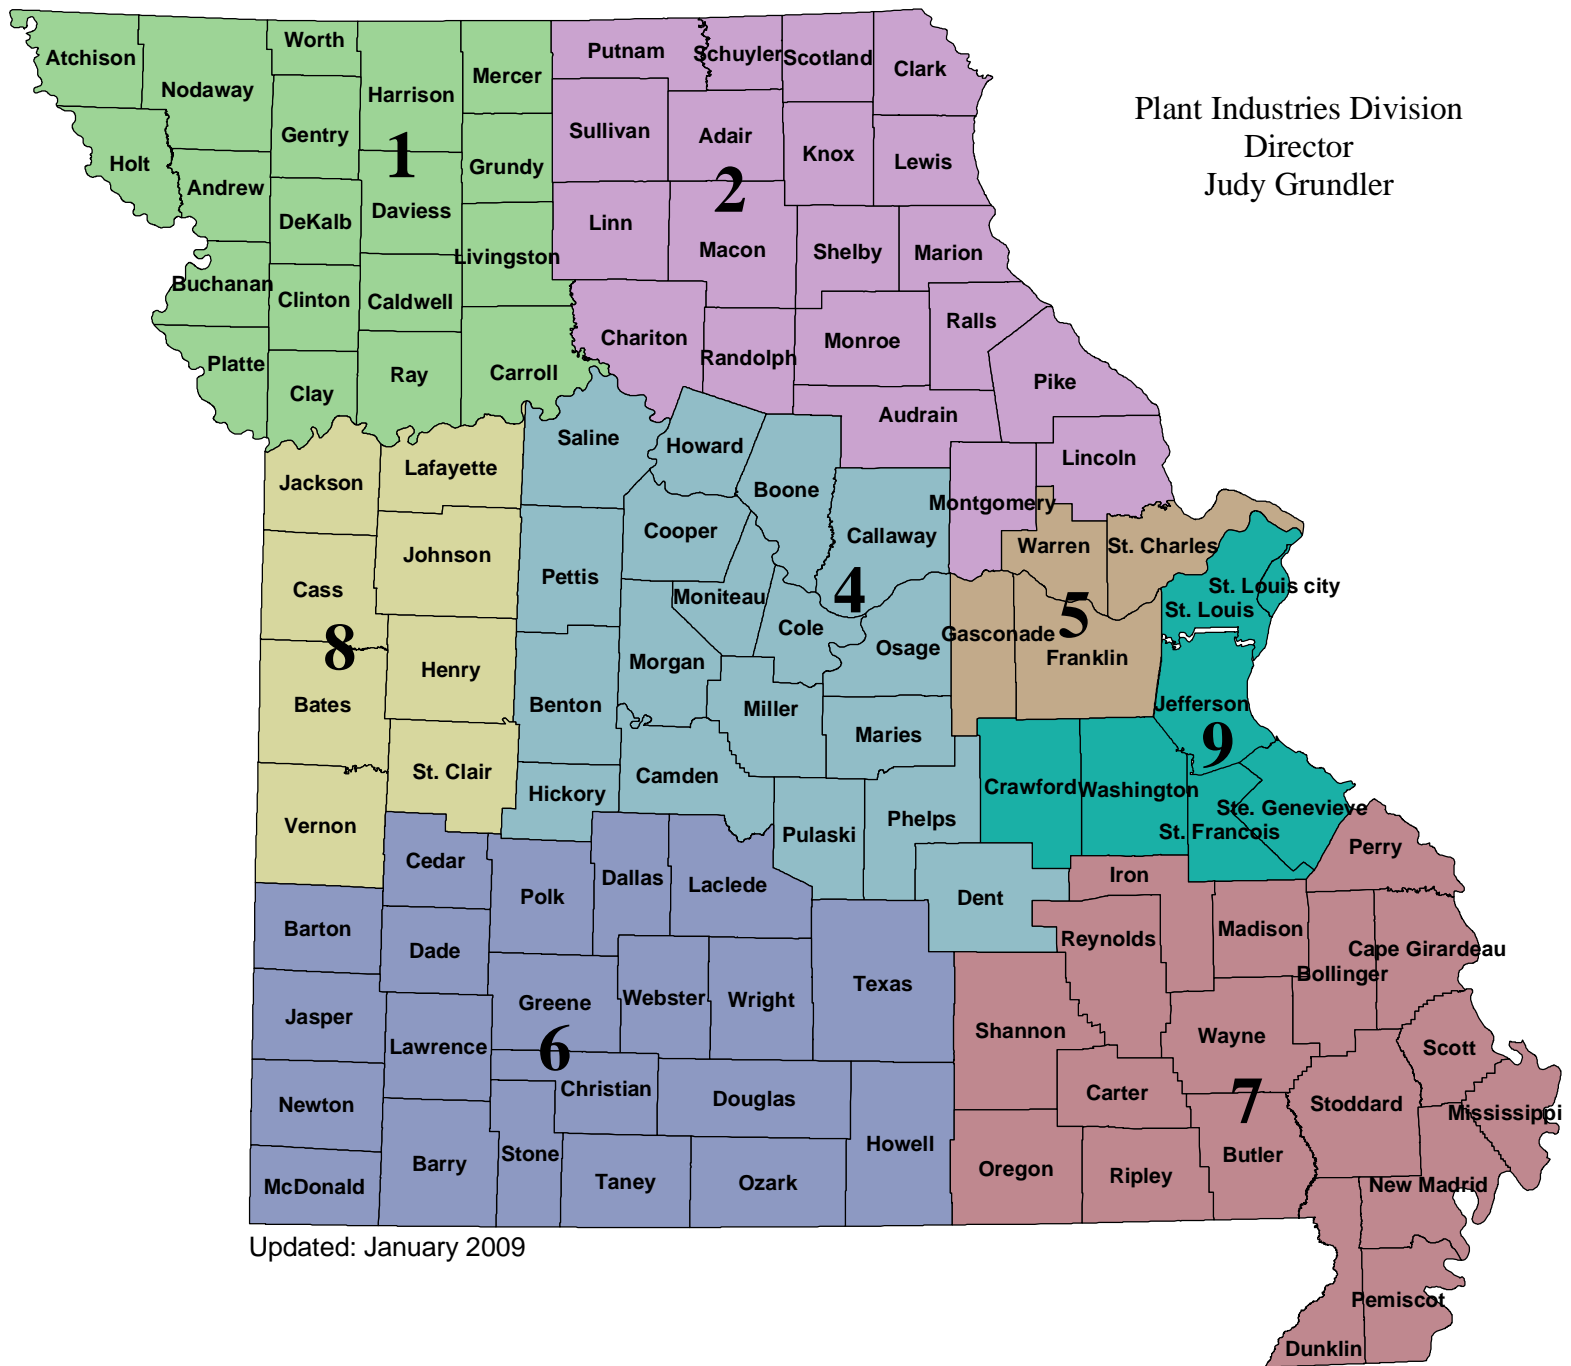 Plant Industries Division
Director
Judy Grundler
Atchison
Nodaway
Worth
Harrison
Mercer
Putnam
Schuyler
Scotland
Clark
Holt
Andrew
Gentry
1
Grundy
Sullivan
Adair
2
Knox
Lewis
DeKalb
Daviess
Livingston
Linn
Macon
Shelby
Marion
Buchanan
Clinton
Caldwell
Chariton
Randolph
Monroe
Ralls
Pike
Platte
Clay
Ray
Carroll
Audrain
Saline
Howard
Boone
Jackson
Lafayette
Lincoln
Montgomery
Cooper
Callaway
Warren
St. Charles
Johnson
Pettis
Cass
Moniteau
4
5
St. Louis city
St. Louis
8
Henry
Morgan
Cole
Osage
Gasconade
Franklin
Bates
Benton
Miller
Maries
Jefferson
9
St. Clair
Hickory
Camden
Crawford
Washington
Ste. Genevieve
St. Francois
Vernon
Pulaski
Phelps
Perry
Cedar
Polk
Dallas
Laclede
Dent
Iron
Barton
Dade
Reynolds
Madison
Bollinger
Cape Girardeau
Jasper
Lawrence
Greene
Webster
Wright
Texas
Shannon
Wayne
Scott
6
Christian
Newton
Douglas
Carter
7
Stoddard
Mississippi
McDonald
Barry
Stone
Taney
Ozark
Howell
Oregon
Ripley
Butler
New Madrid
Updated: January 2009
Pemiscot
Dunklin